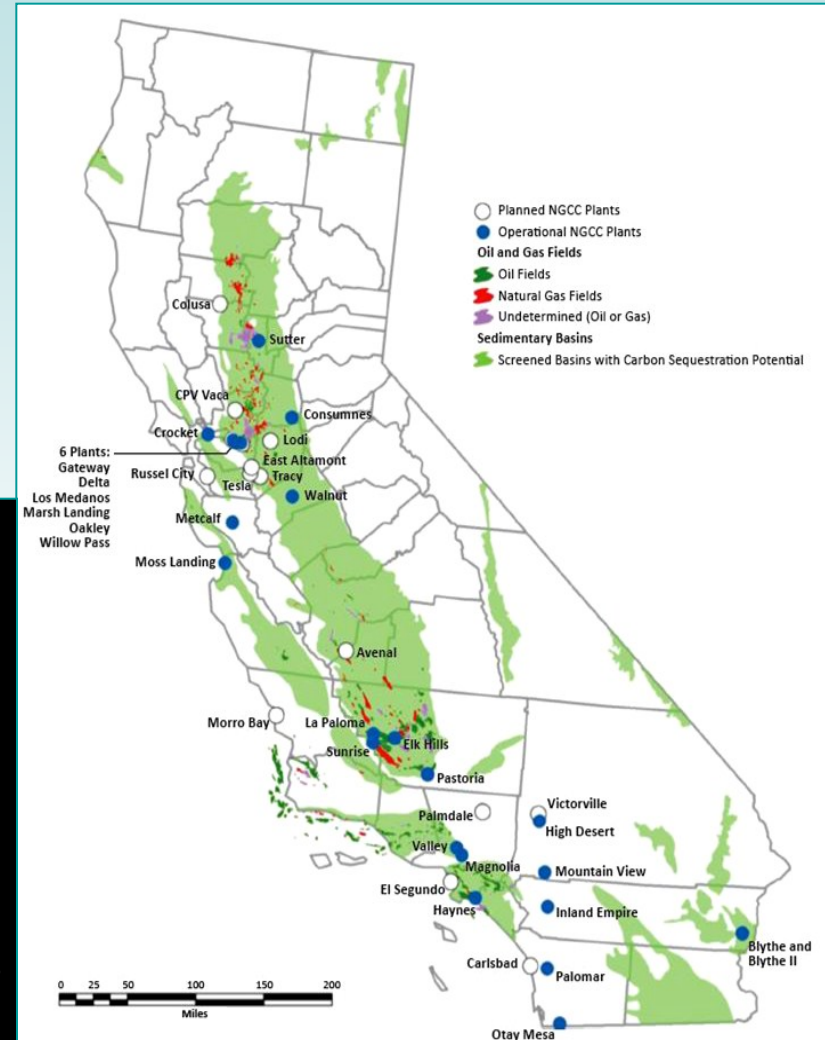 Planned NGCC Plants
Operational NGCC Plants
Oil and Gas Fields
Oil Fields
Natural Gas Fields
Undetermined (Oil or Gas)
Sedimentary Basins
Screened Basins with Carbon Sequestration Potential
Colusa
Sutter
CPV Vaca
Consumnes
Crocket
Lodi
6 Plants:
Gateway
Delta
Los Medanos
Marsh Landing
Oakley
Willow Pass
East Altamont
Russel City
Tesla
Tracy
Walnut
Metcalf
Moss Landing
Avenal
Morro Bay
La Paloma
Elk Hills
Sunrise
Pastoria
Palmdale
Victorville
High Desert
Valley
Magnolia
Mountain View
El Segundo
Haynes
Inland Empire
Blythe and
Blythe II
Carlsbad
Palomar
Otay Mesa
0 25 50 100 150 200
Miles